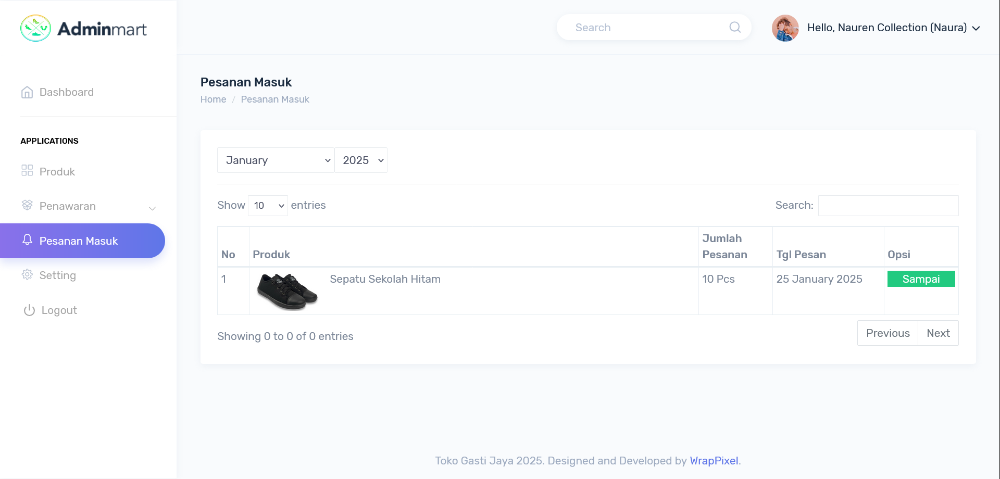 Adminmart
Search
Hello, Nauren Collection (Naura)
Dashboard
APPLICATIONS
Produk
Penawaran
Pesanan Masuk
Setting
Logout
Pesanan Masuk
Home / Pesanan Masuk
January 2025
Show 10 entries
Search:
No Produk Jumlah Pesanan Tgl Pesan Opsi
1 Sepatu Sekolah Hitam 10 Pcs 25 January 2025 Sampai
Showing 0 to 0 of 0 entries
Previous Next
Toko Gasti Jaya 2025. Designed and Developed by WrapPixel.